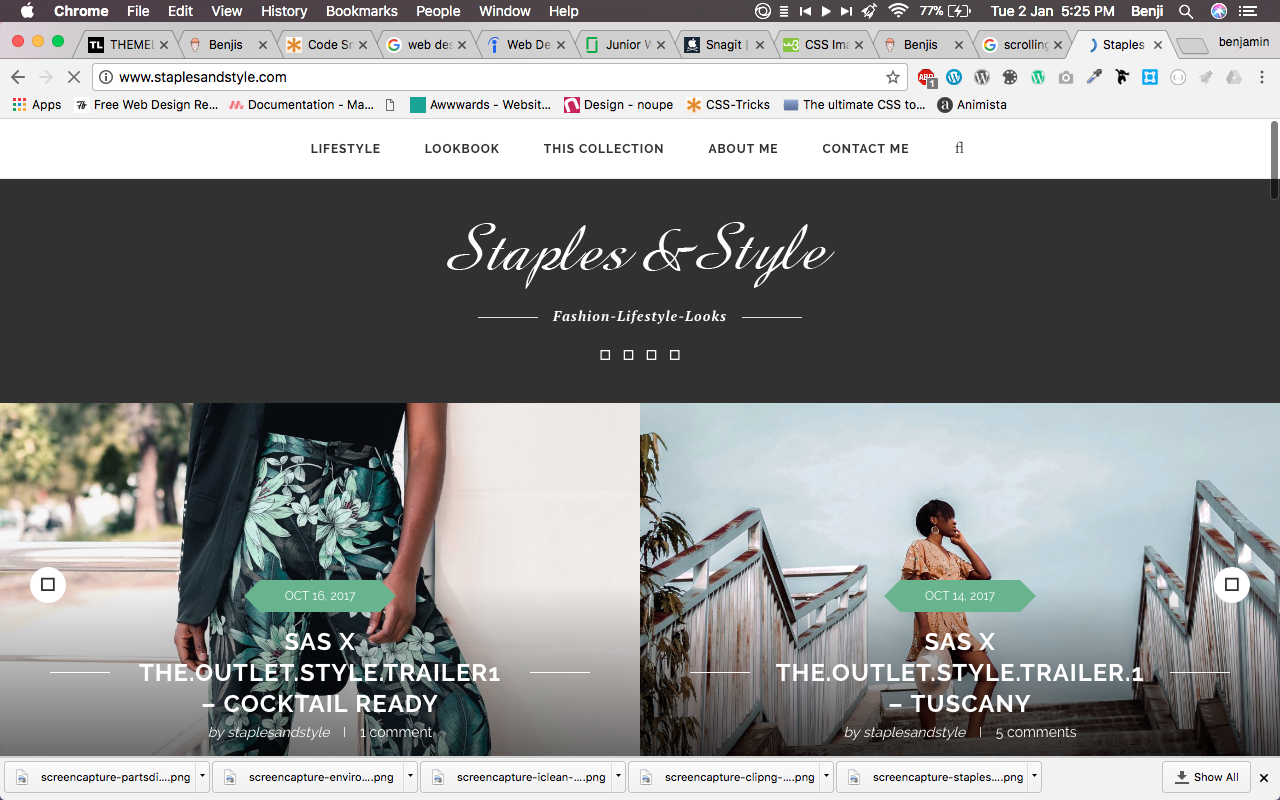 Chrome File Edit View History Bookmarks People Window Help 77% Tue 2 Jan 5:25 PM Benji
THEMEL Benjis Code Sn web des Web De Junior W Snagit | CSS Ima Benjis scrolling Staples benjamin
www.staplesandstyle.com
Apps Free Web Design Re... Documentation - Ma... Awwwards - Websit... Design - noupe CSS-Tricks The ultimate CSS to... Animista
LIFESTYLE LOOKBOOK THIS COLLECTION ABOUT ME CONTACT ME
Staples & Style
Fashion-Lifestyle-Looks
OCT 16, 2017
SAS X
THE.OUTLET.STYLE.TRAILER1
– COCKTAIL READY
by staplesandstyle | 1 comment
OCT 14, 2017
SAS X
THE.OUTLET.STYLE.TRAILER.1
– TUSCANY
by staplesandstyle | 5 comments
screencapture-partsdi....png screencapture-enviro....png screencapture-iclean-....png screencapture-clipng-....png screencapture-staples....png Show All